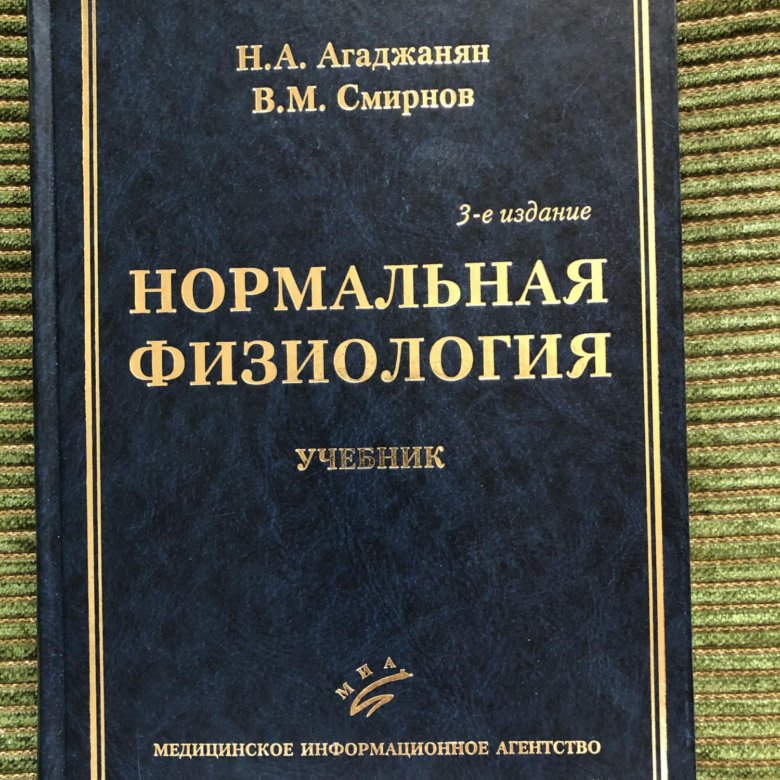 Н.А. Агаджанян
В.М. Смирнов
3-е издание
НОРМАЛЬНАЯ
ФИЗИОЛОГИЯ
УЧЕБНИК
МИА
МЕДИЦИНСКОЕ ИНФОРМАЦИОННОЕ АГЕНТСТВО